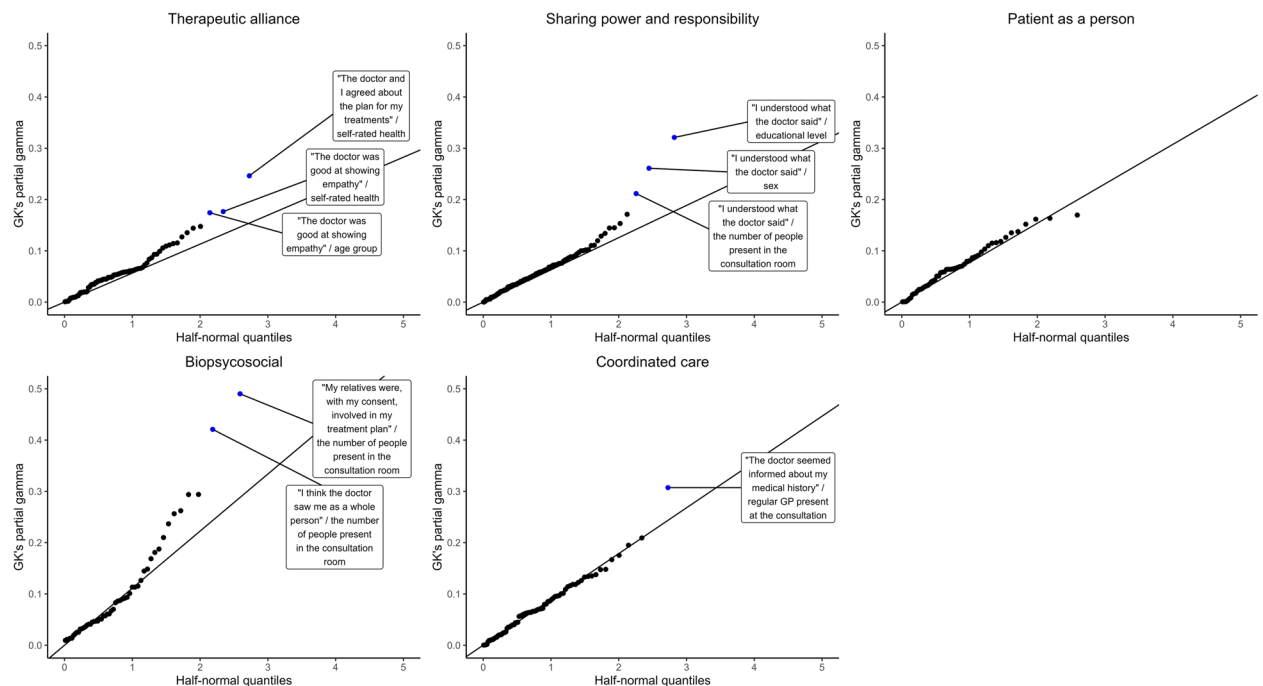 Therapeutic alliance
GK's partial gamma
0.5
0.4
0.3
0.2
0.1
0.0
"The doctor and
I agreed about
the plan for my
treatments" /
self-rated health
"The doctor was
good at showing
empathy" /
self-rated health
"The doctor was
good at showing
empathy" / age group
0 1 2 3 4 5
Half-normal quantiles
Sharing power and responsibility
GK's partial gamma
0.5
0.4
0.3
0.2
0.1
0.0
"I understood what
the doctor said" /
educational level
"I understood what
the doctor said" /
sex
"I understood what
the doctor said" /
the number of people
present in the
consultation room
0 1 2 3 4 5
Half-normal quantiles
Patient as a person
GK's partial gamma
0.5
0.4
0.3
0.2
0.1
0.0
0 1 2 3 4 5
Half-normal quantiles
Biopsycosocial
GK's partial gamma
0.5
0.4
0.3
0.2
0.1
0.0
"My relatives were,
with my consent,
involved in my
treatment plan" /
the number of people
present in the
consultation room
"I think the doctor
saw me as a whole
person" / the number
of people present
in the consultation
room
0 1 2 3 4 5
Half-normal quantiles
Coordinated care
GK's partial gamma
0.5
0.4
0.3
0.2
0.1
0.0
"The doctor seemed
informed about my
medical history" /
regular GP present
at the consultation
0 1 2 3 4 5
Half-normal quantiles